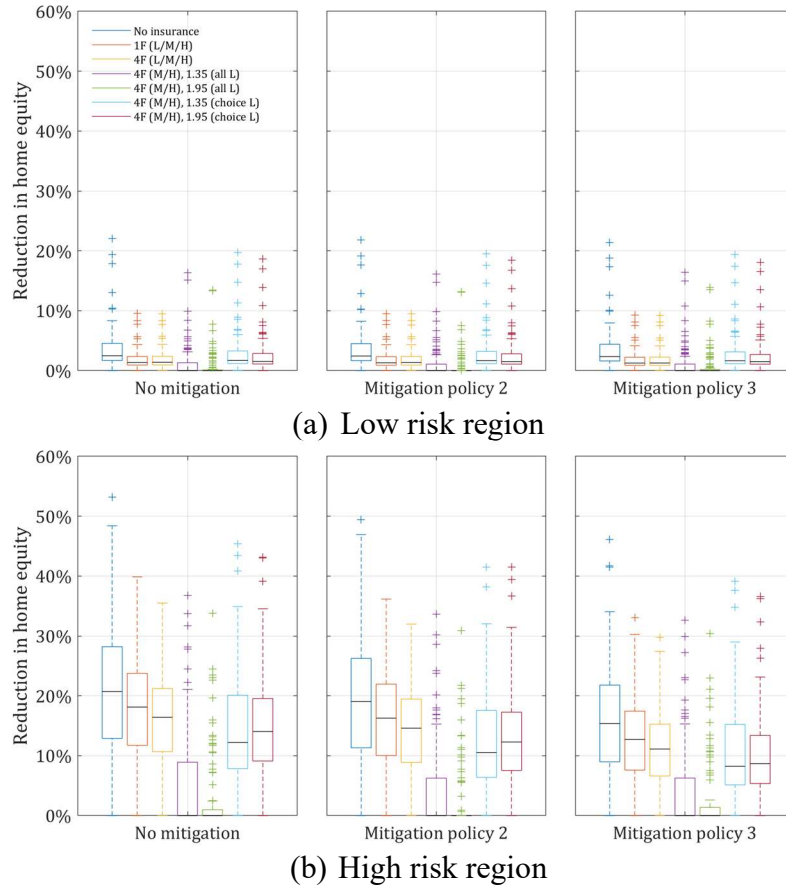 60%
50%
40%
30%
20%
10%
0%
Reduction in home equity
No insurance
1F (L/M/H)
4F (L/M/H)
4F (M/H), 1.35 (all L)
4F (M/H), 1.95 (all L)
4F (M/H), 1.35 (choice L)
4F (M/H), 1.95 (choice L)
No mitigation
Mitigation policy 2
Mitigation policy 3
(a) Low risk region
60%
50%
40%
30%
20%
10%
0%
Reduction in home equity
No mitigation
Mitigation policy 2
Mitigation policy 3
(b) High risk region